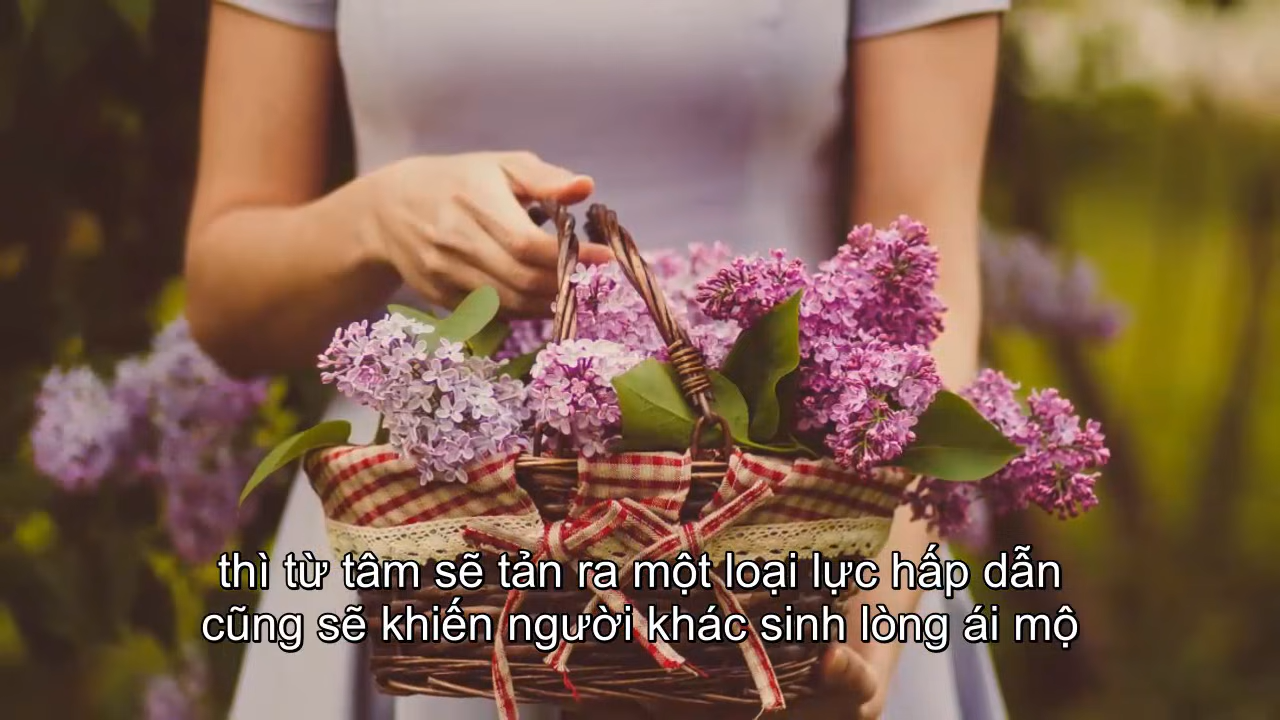 thì từ tâm sẽ tản ra một loại lực hấp dẫn
cũng sẽ khiến người khác sinh lòng ái mộ